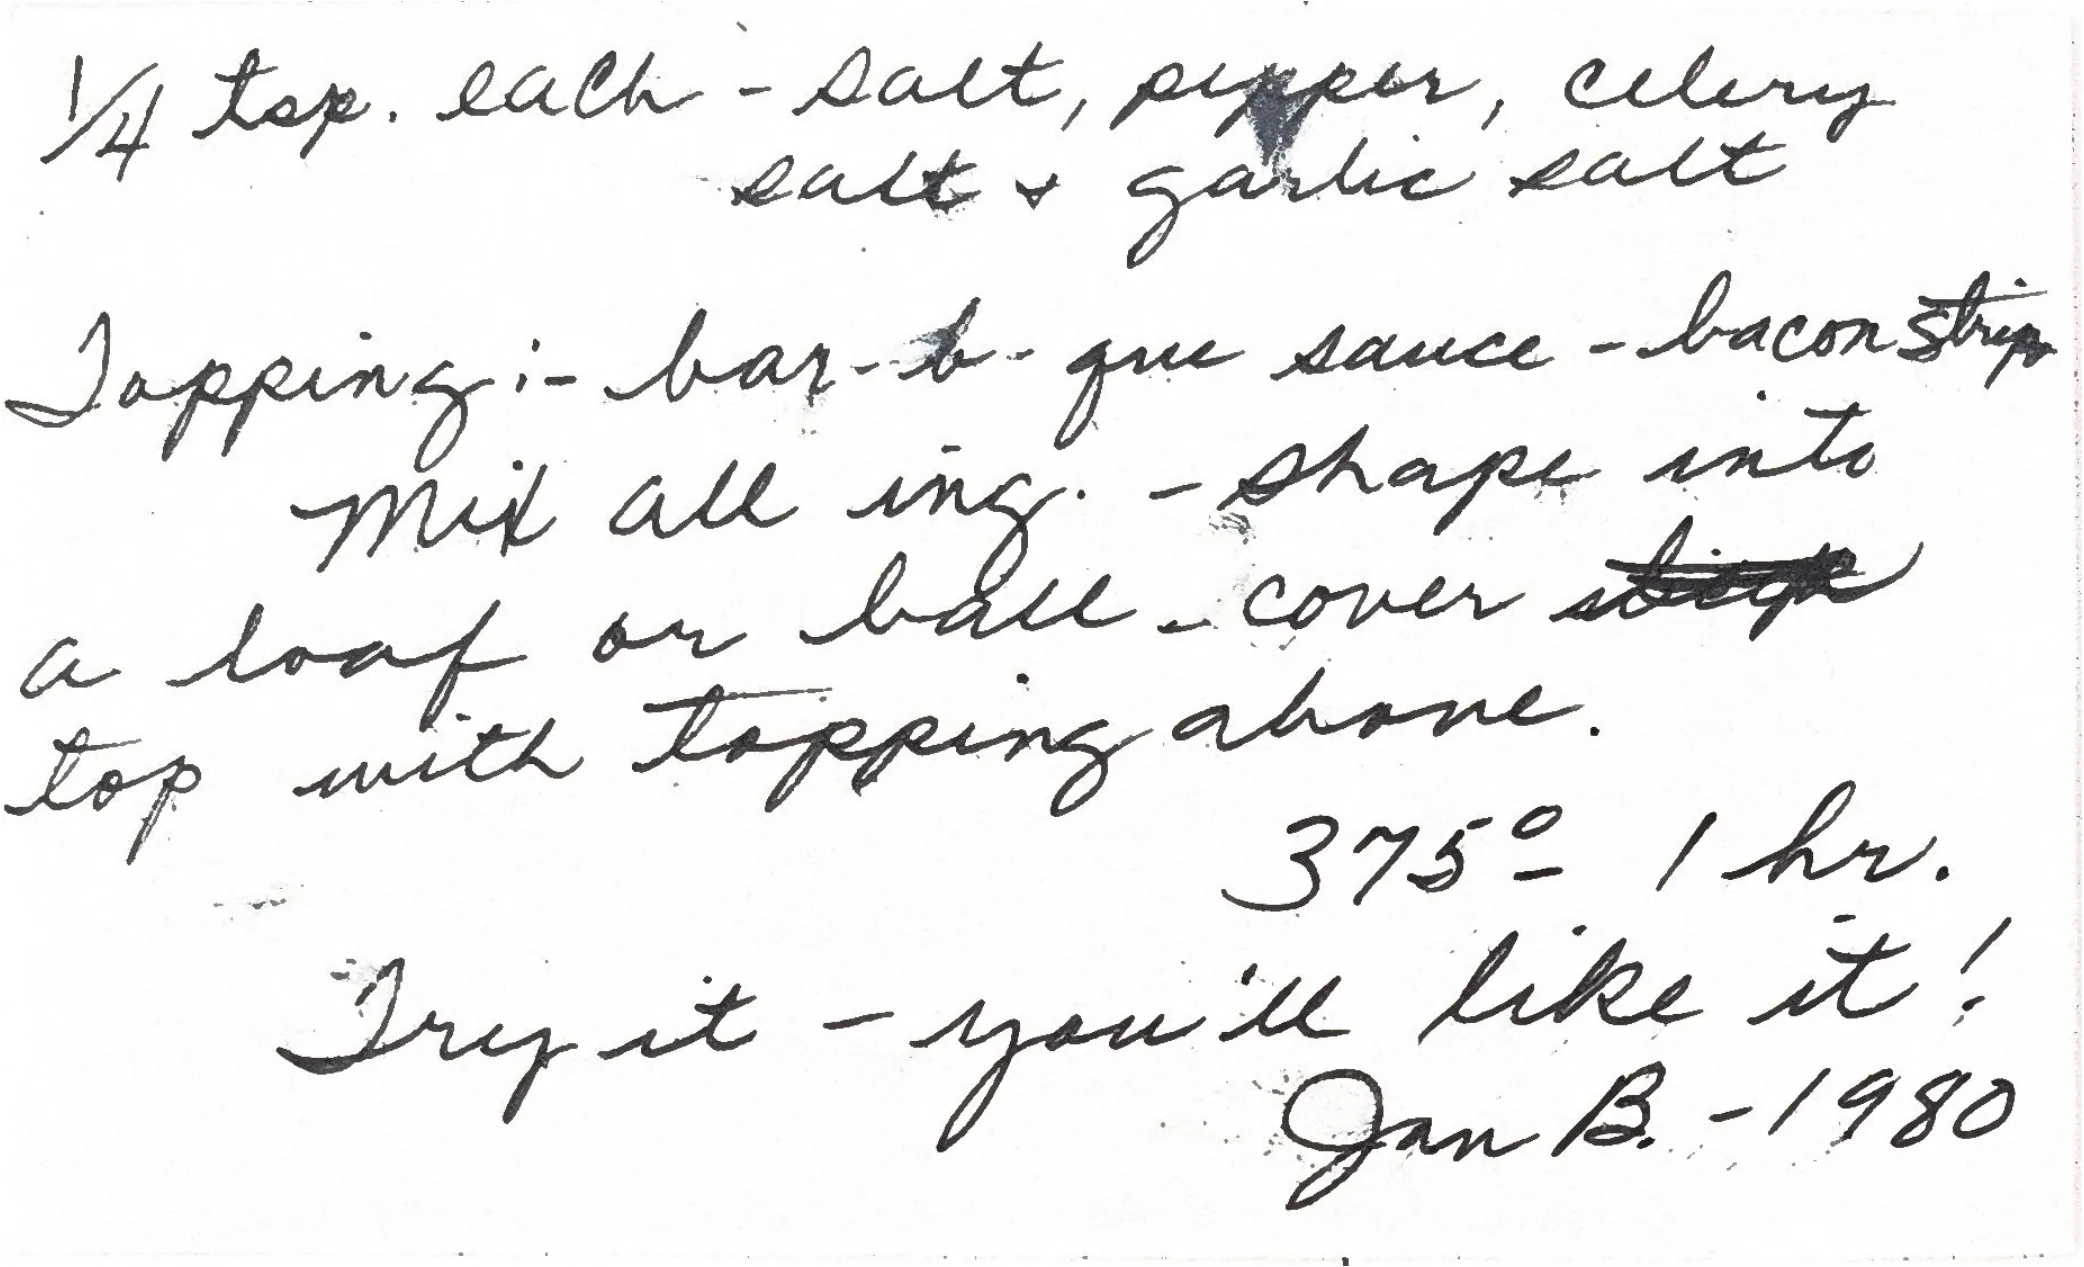 1/4 tsp. each - salt, pepper, celery
salt + garlic salt
Topping:- bar-b-que sauce - bacon strips
Mix all ing. - shape into
a loaf or ball - cover
top with topping above.
375° 1 hr.
Try it - you'll like it!
Jan B. - 1980